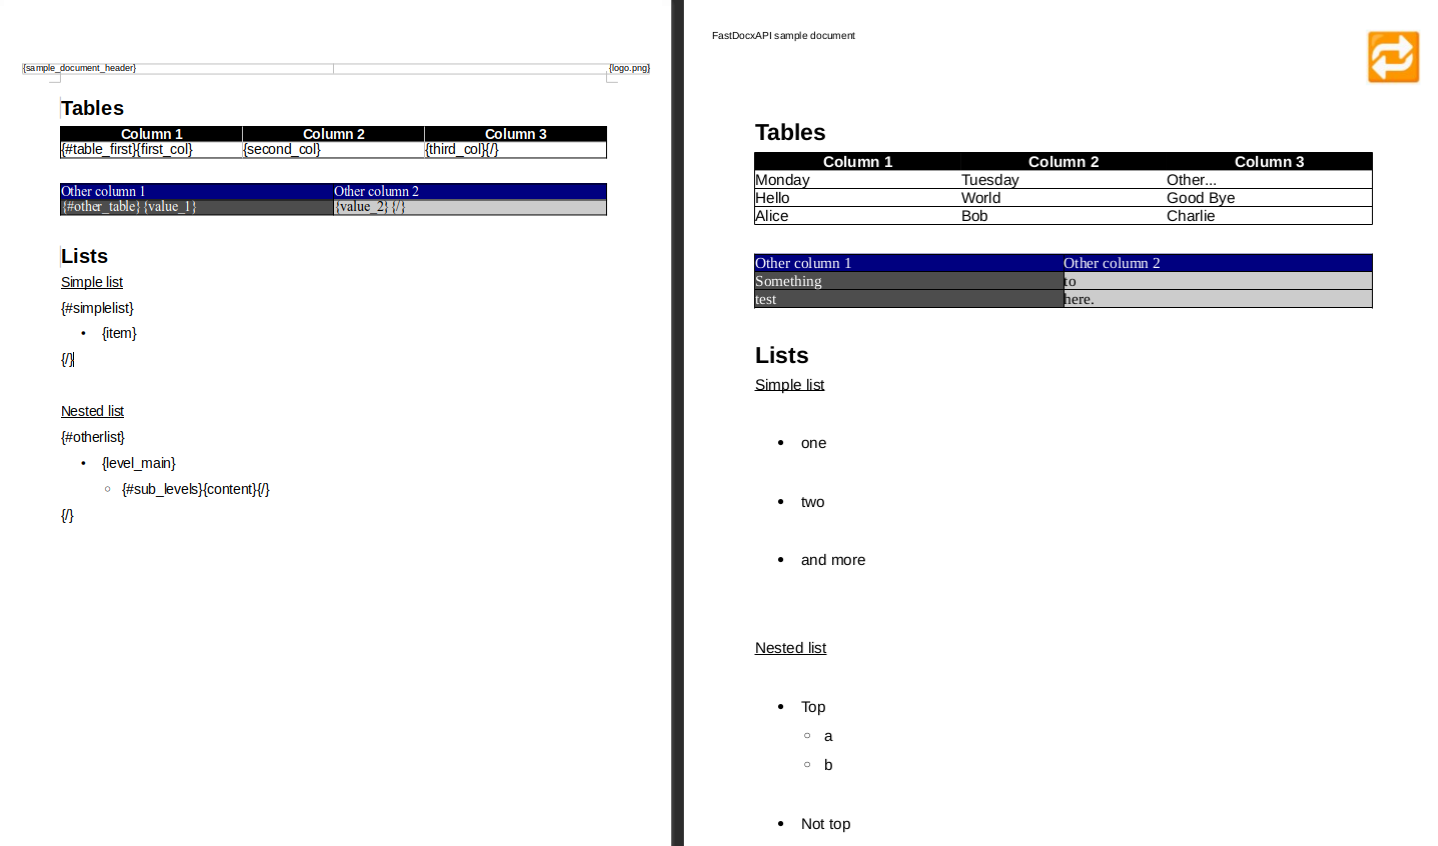 {sample_document_header} {logo.png}
Tables
Column 1 Column 2 Column 3
{#table_first}{first_col} {second_col} {third_col}{/}
Other column 1 Other column 2
{#other_table}{value_1} {value_2}{/}
Lists
Simple list
{#simplelist}
• {item}
{/}
Nested list
{#otherlist}
• {level_main}
○ {#sub_levels}{content}{/}
{/}
FastDocxAPI sample document
Tables
Column 1 Column 2 Column 3
Monday Tuesday Other...
Hello World Good Bye
Alice Bob Charlie
Other column 1 Other column 2
Something to
test here.
Lists
Simple list
• one
• two
• and more
Nested list
• Top
○ a
○ b
• Not top